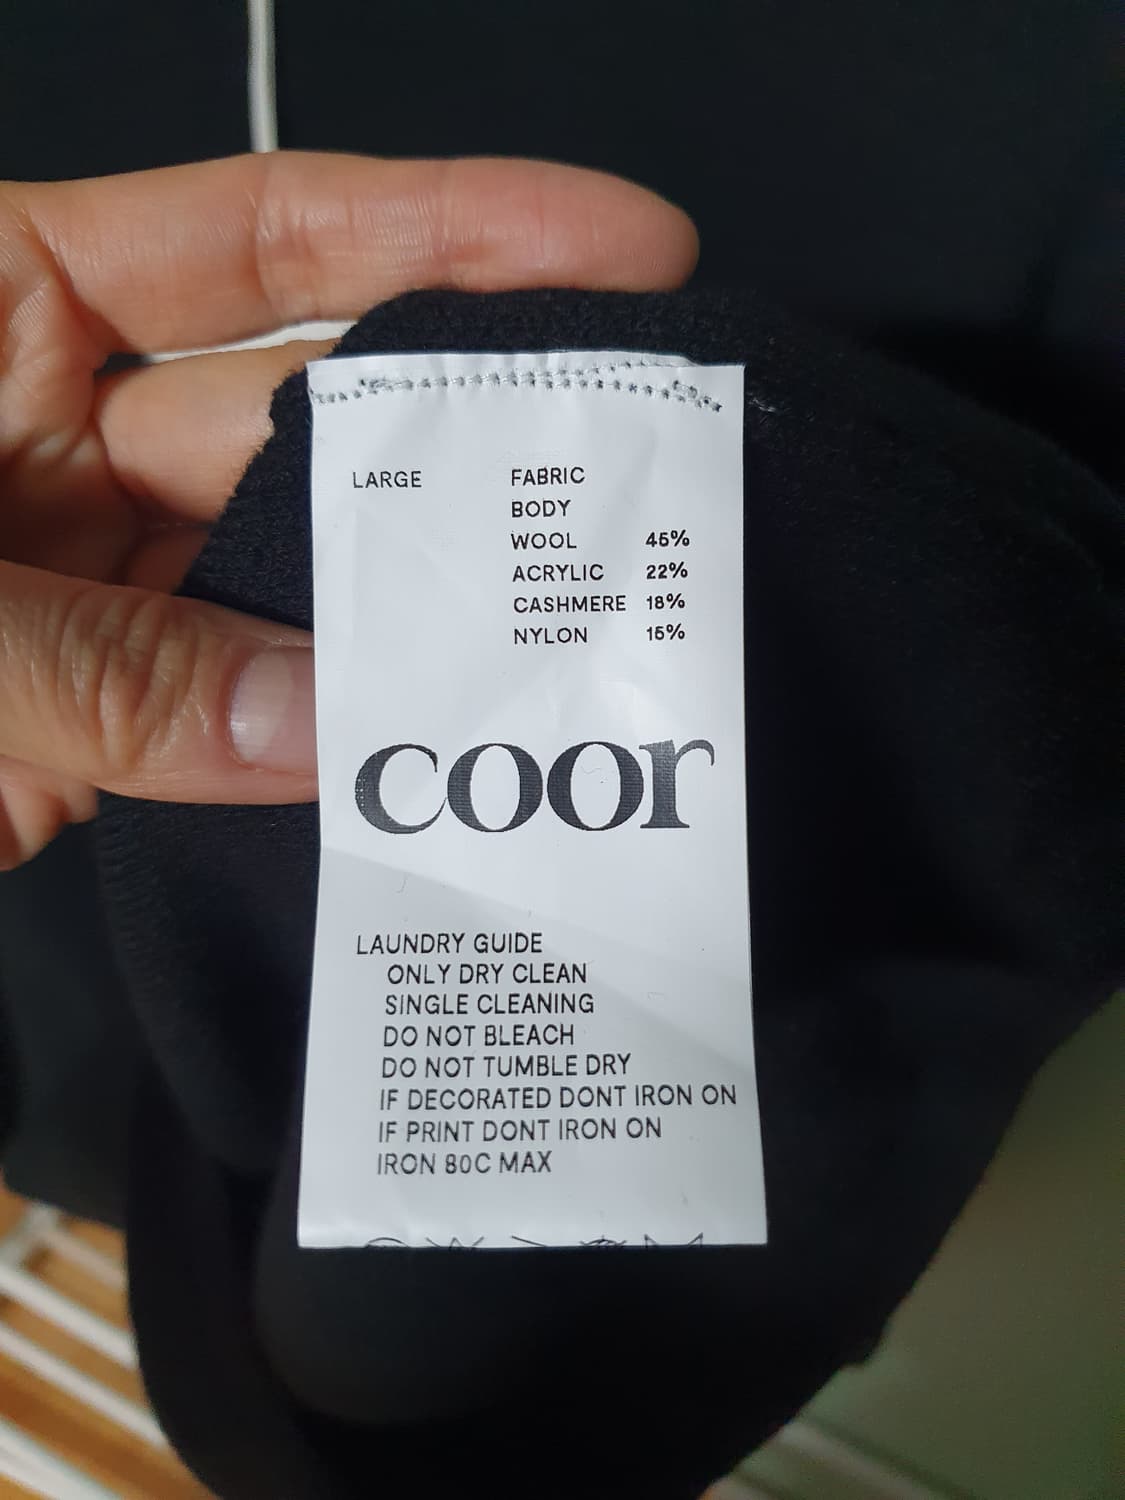 LARGE
FABRIC
BODY
WOOL 45%
ACRYLIC 22%
CASHMERE 18%
NYLON 15%
coor
LAUNDRY GUIDE
ONLY DRY CLEAN
SINGLE CLEANING
DO NOT BLEACH
DO NOT TUMBLE DRY
IF DECORATED DONT IRON ON
IF PRINT DONT IRON ON
IRON 80C MAX